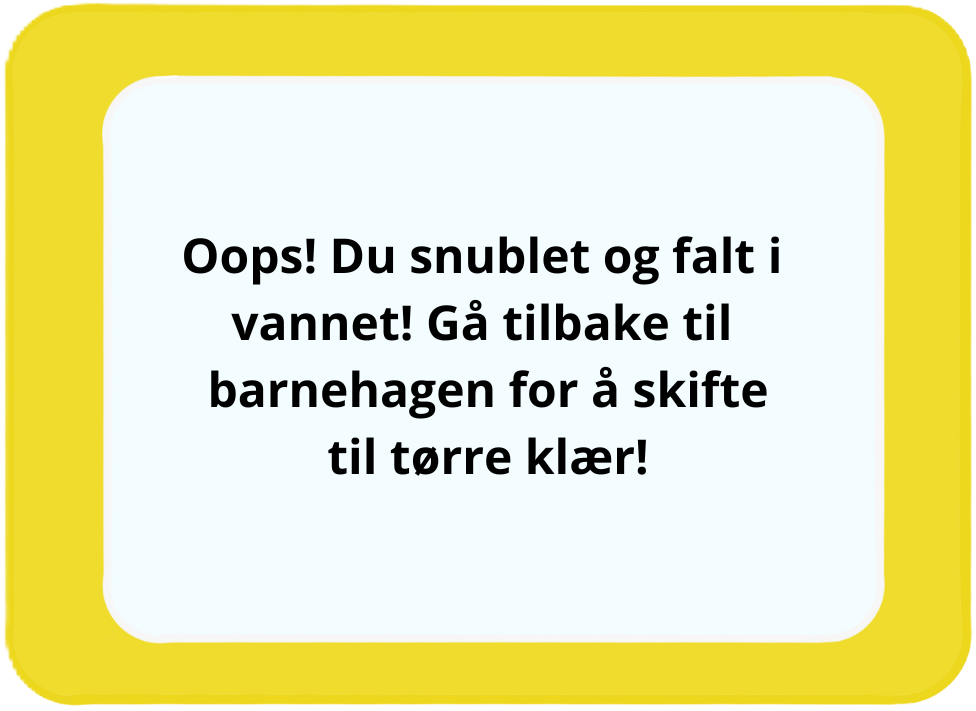 Oops! Du snublet og falt i
vannet! Gå tilbake til
barnehagen for å skifte
til tørre klær!